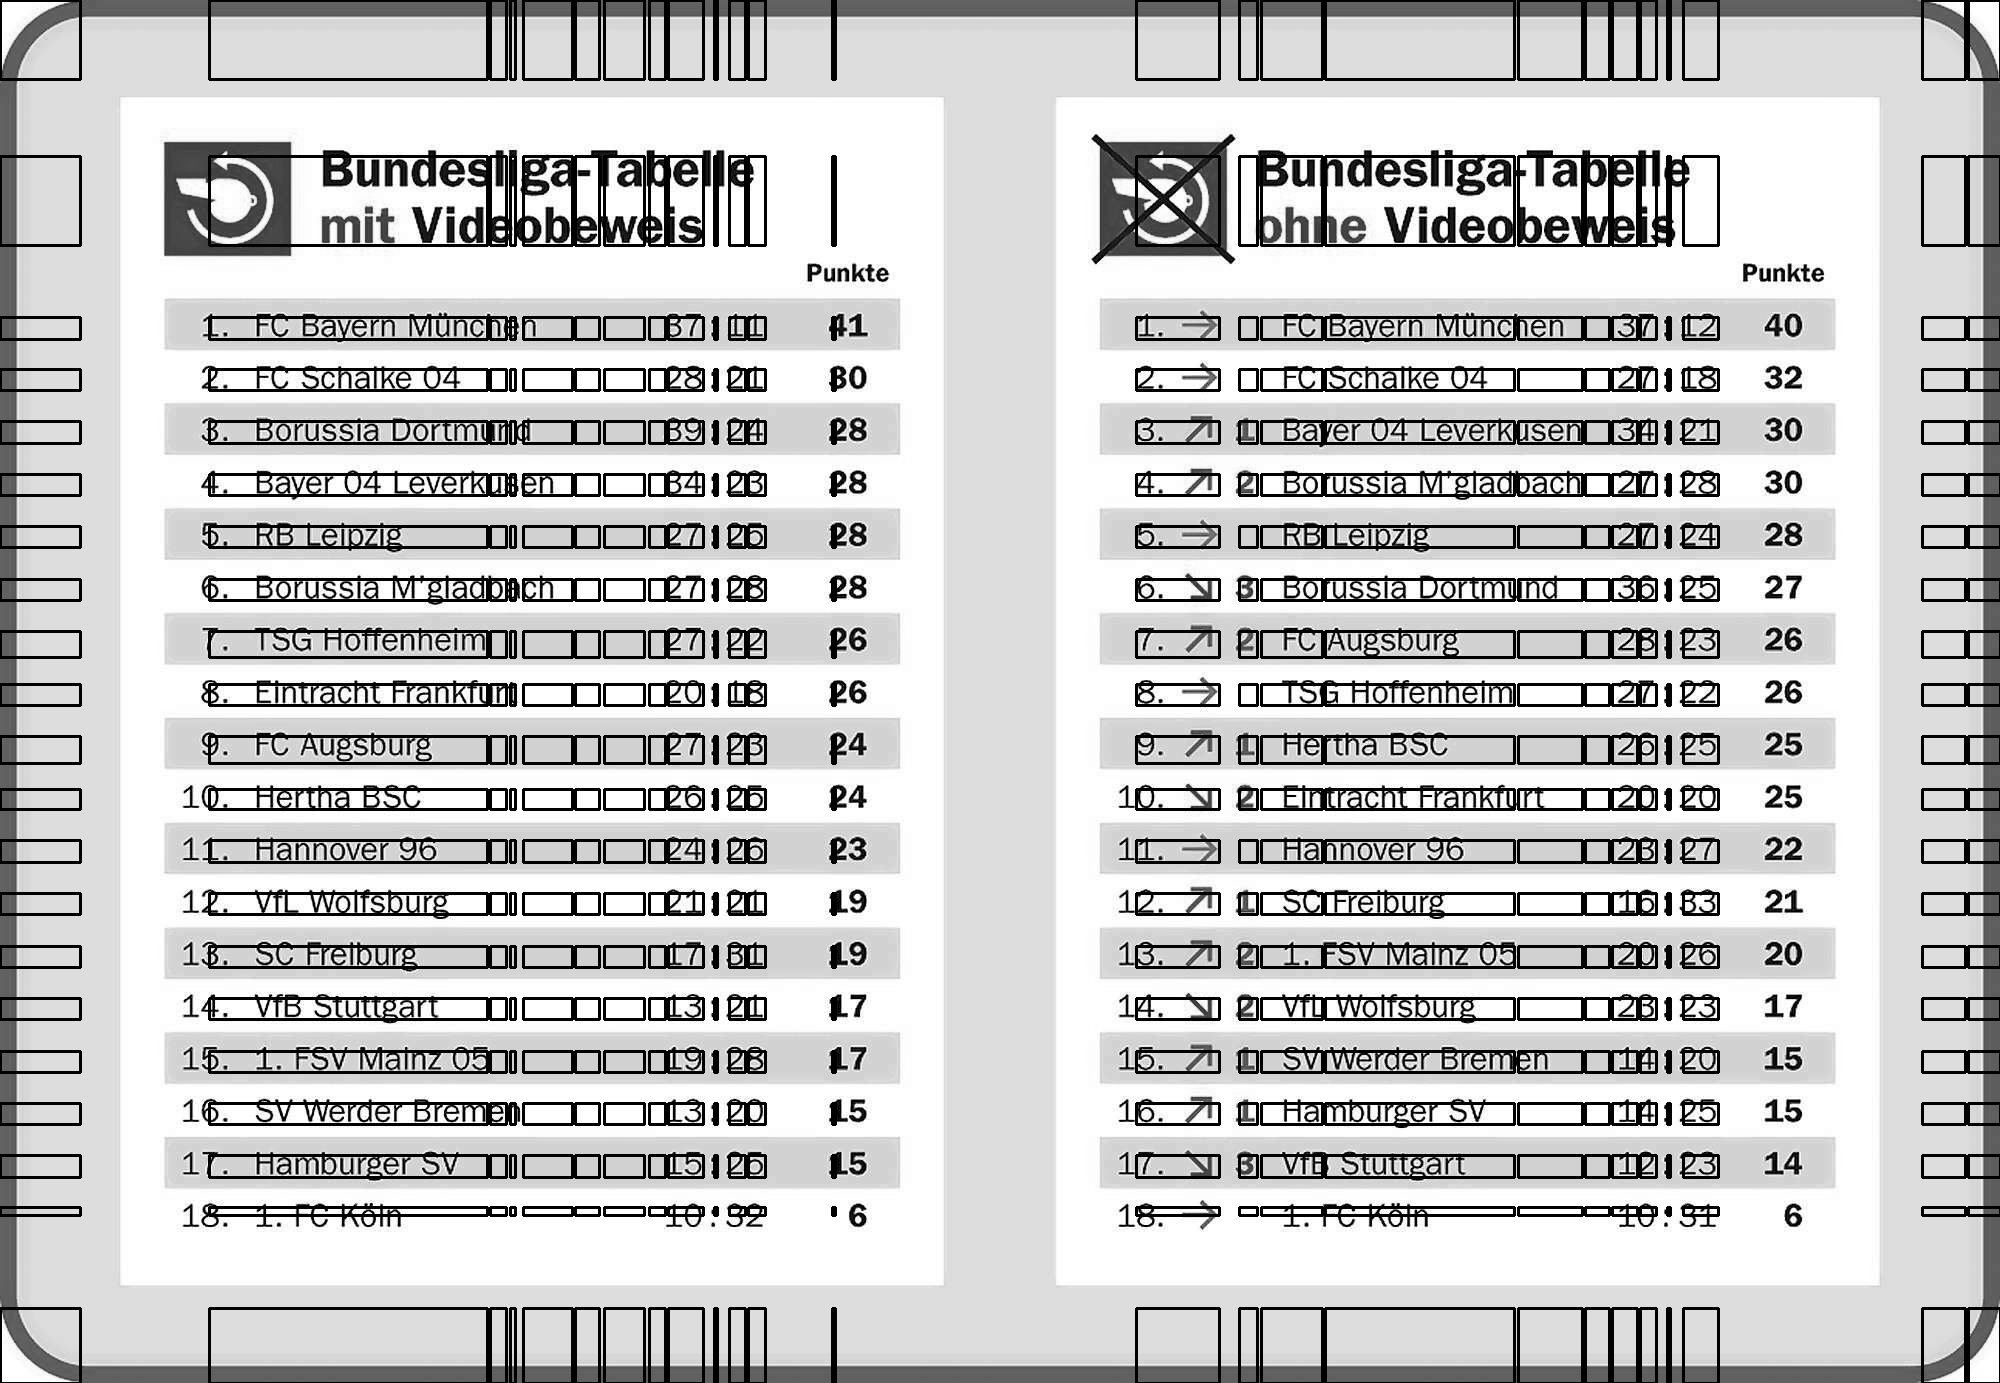 Bundesliga-Tabelle
mit Videobeweis
Punkte
1. FC Bayern München 37:11 41
2. FC Schalke 04 28:21 30
3. Borussia Dortmund 39:24 28
4. Bayer 04 Leverkusen 34:23 28
5. RB Leipzig 27:25 28
6. Borussia M'gladbach 27:28 28
7. TSG Hoffenheim 27:22 26
8. Eintracht Frankfurt 20:18 26
9. FC Augsburg 27:23 24
10. Hertha BSC 26:25 24
11. Hannover 96 24:26 23
12. VfL Wolfsburg 21:21 19
13. SC Freiburg 17:31 19
14. VfB Stuttgart 13:21 17
15. 1. FSV Mainz 05 19:28 17
16. SV Werder Bremen 13:20 15
17. Hamburger SV 15:25 15
18. 1. FC Köln 10:32 6
Bundesliga-Tabelle
ohne Videobeweis
Punkte
1. → FC Bayern München 37:12 40
2. → FC Schalke 04 27:18 32
3. ↗ 1 Bayer 04 Leverkusen 34:21 30
4. ↗ 2 Borussia M'gladbach 27:28 30
5. → RB Leipzig 27:24 28
6. ↘ 3 Borussia Dortmund 36:25 27
7. ↗ 2 FC Augsburg 28:23 26
8. → TSG Hoffenheim 27:22 26
9. ↗ 1 Hertha BSC 26:25 25
10. ↘ 2 Eintracht Frankfurt 20:20 25
11. → Hannover 96 23:27 22
12. ↗ 1 SC Freiburg 16:33 21
13. ↗ 2 1. FSV Mainz 05 20:26 20
14. ↘ 2 VfL Wolfsburg 23:23 17
15. ↗ 1 SV Werder Bremen 14:20 15
16. ↗ 1 Hamburger SV 14:25 15
17. ↘ 3 VfB Stuttgart 12:23 14
18. → 1. FC Köln 10:31 6